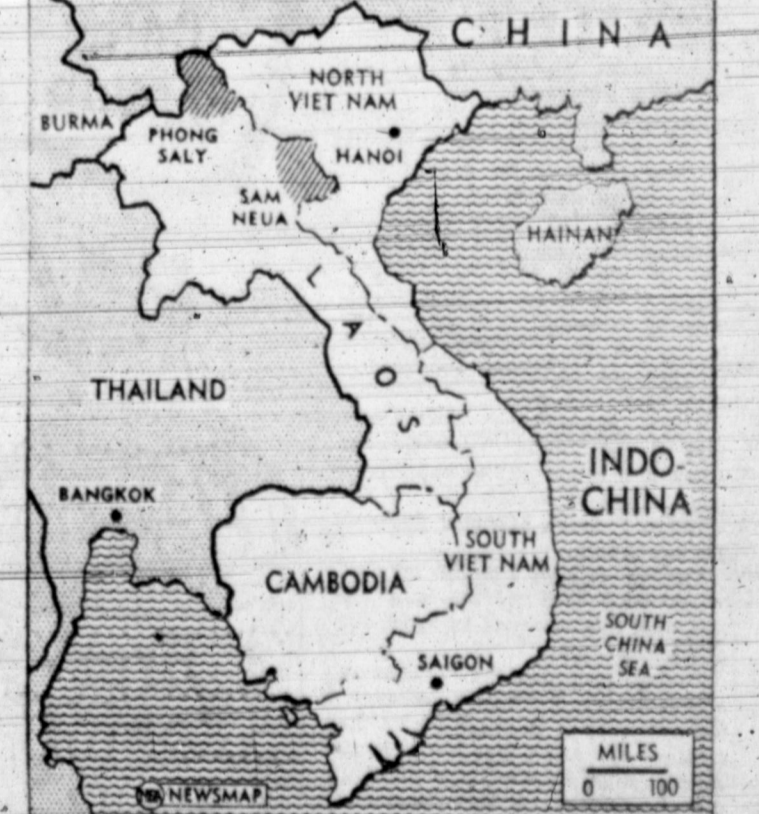 CHINA
NORTH
VIET NAM
BURMA
PHONG
SALY
HANOI
SAM
NEUA
HAINAN
LAOS
THAILAND
INDO-
CHINA
BANGKOK
SOUTH
VIET NAM
CAMBODIA
SOUTH
CHINA
SEA
SAIGON
MILES
0 100
NEWSMAP